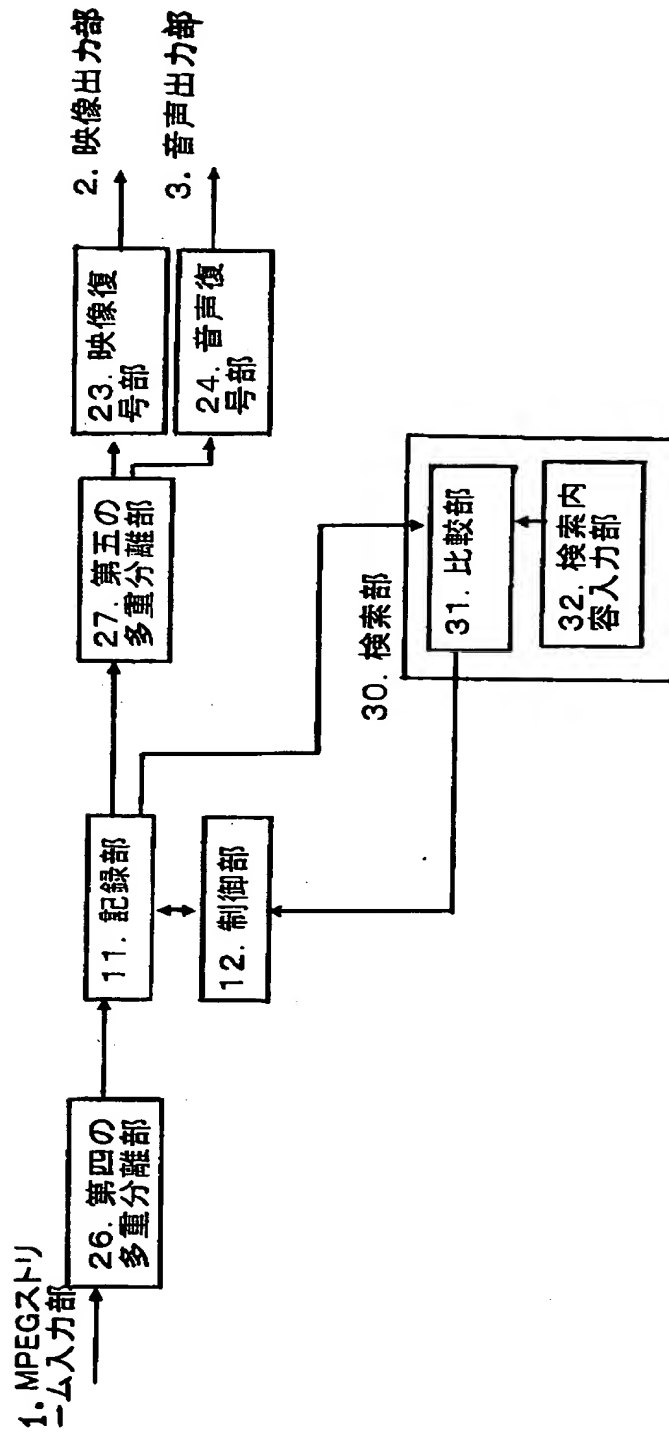 1. MPEGストリ
ーム入力部
26. 第四の
多重分離部
11. 記録部
12. 制御部
27. 第五の
多重分離部
23. 映像復
号部
24. 音声復
号部
2. 映像出力部
3. 音声出力部
30. 検索部
31. 比較部
32. 検索内
容入力部